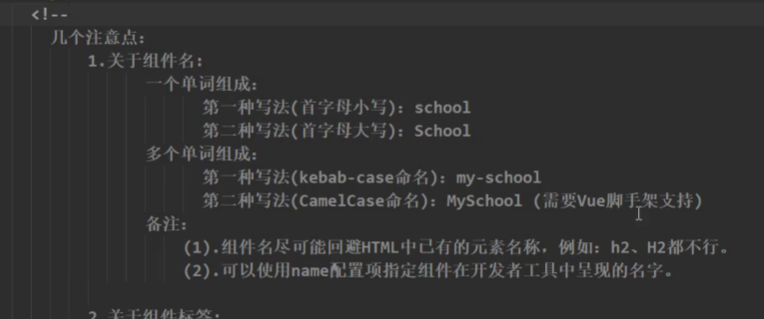 <!--
几个注意点:
1.关于组件名:
一个单词组成:
第一种写法(首字母小写): school
第二种写法(首字母大写): School
多个单词组成:
第一种写法(kebab-case命名): my-school
第二种写法(CamelCase命名): MySchool (需要Vue脚手架支持)
备注:
(1).组件名尽可能回避HTML中已有的元素名称，例如: h2、H2都不行。
(2).可以使用name配置项指定组件在开发者工具中呈现的名字。
2.关于组件标签: